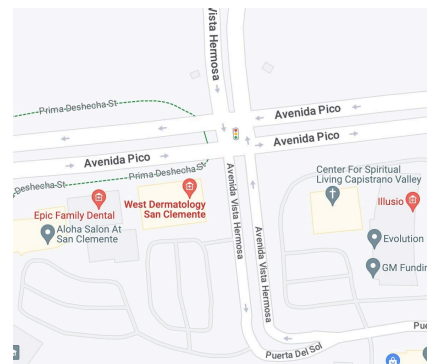 Vista Hermosa
Prima Deshecha St
Avenida Pico
Avenida Pico
Avenida Pico
Prima Deshecha St
Deshecha St
Center For Spiritual
Living Capistrano Valley
West Dermatology
San Clemente
Epic Family Dental
Illusio
Aloha Salon At
San Clemente
Avenida Vista Hermosa
Avenida Vista Hermosa
Evolution
GM Fundin
Puerta Del Sol
Pu